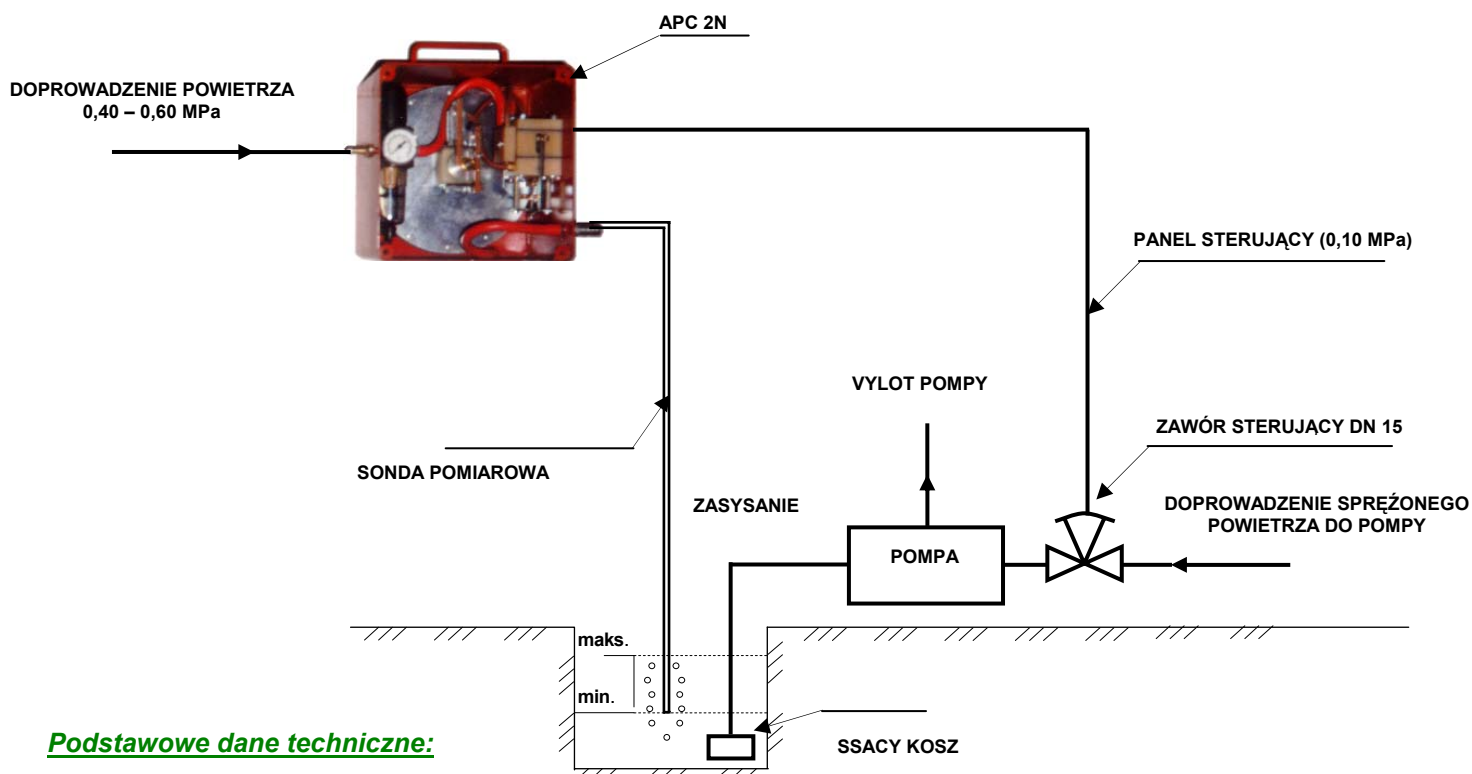 APC 2N
DOPROWADZENIE POWIETRZA
0,40 – 0,60 MPa
PANEL STERUJĄCY (0,10 MPa)
VYLOT POMPY
ZAWÓR STERUJĄCY DN 15
SONDA POMIAROWA
ZASYSANIE
DOPROWADZENIE SPRĘŹONEGO
POWIETRZA DO POMPY
POMPA
maks.
min.
SSACY KOSZ
Podstawowe dane techniczne: